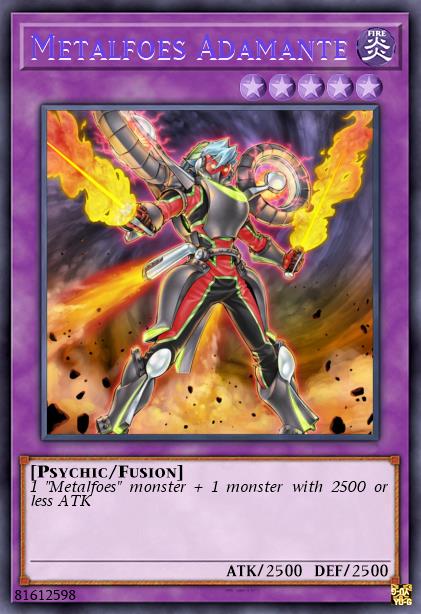 METALFOES ADAMANTE
FIRE
炎
[PSYCHIC/FUSION]
1 "Metalfoes" monster + 1 monster with 2500 or
less ATK
ATK/2500 DEF/2500
81612598